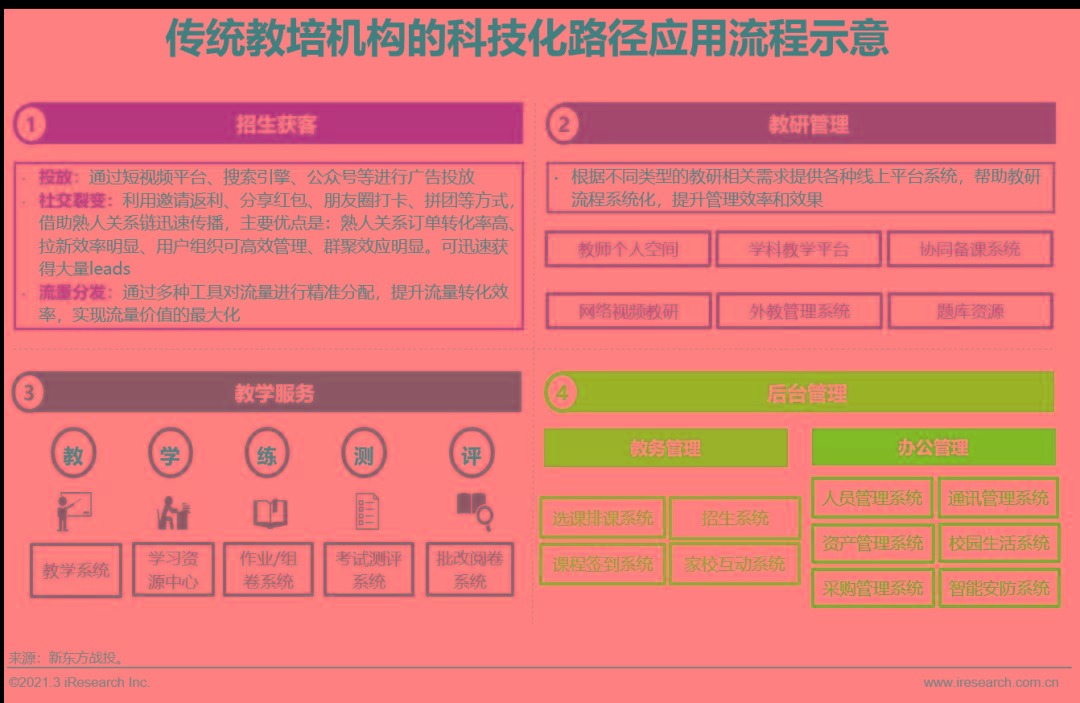 传统教培机构的科技化路径应用流程示意
1 招生获客
· 投放：通过短视频平台、搜索引擎、公众号等进行广告投放
· 社交裂变：利用邀请返利、分享红包、朋友圈打卡、拼团等方式，
借助熟人关系链迅速传播，主要优点是：熟人关系订单转化率高、
拉新效率明显、用户组织可高效管理、群聚效应明显。可迅速获
得大量leads
· 流量分发：通过多种工具对流量进行精准分配，提升流量转化效
率，实现流量价值的最大化
2 教研管理
· 根据不同类型的教研相关需求提供各种线上平台系统，帮助教研
流程系统化，提升管理效率和效果
教师个人空间 学科教学平台 协同备课系统
网络视频教研 外教管理系统 题库资源
3 教学服务
教 学 练 测 评
教学系统
学习资
源中心
作业/组
卷系统
考试测评
系统
批改阅卷
系统
4 后台管理
教务管理
选课排课系统 招生系统
课程签到系统 家校互动系统
办公管理
人员管理系统 通讯管理系统
资产管理系统 校园生活系统
采购管理系统 智能安防系统
来源：新东方战投。
©2021.3 iResearch Inc.
www.iresearch.com.cn